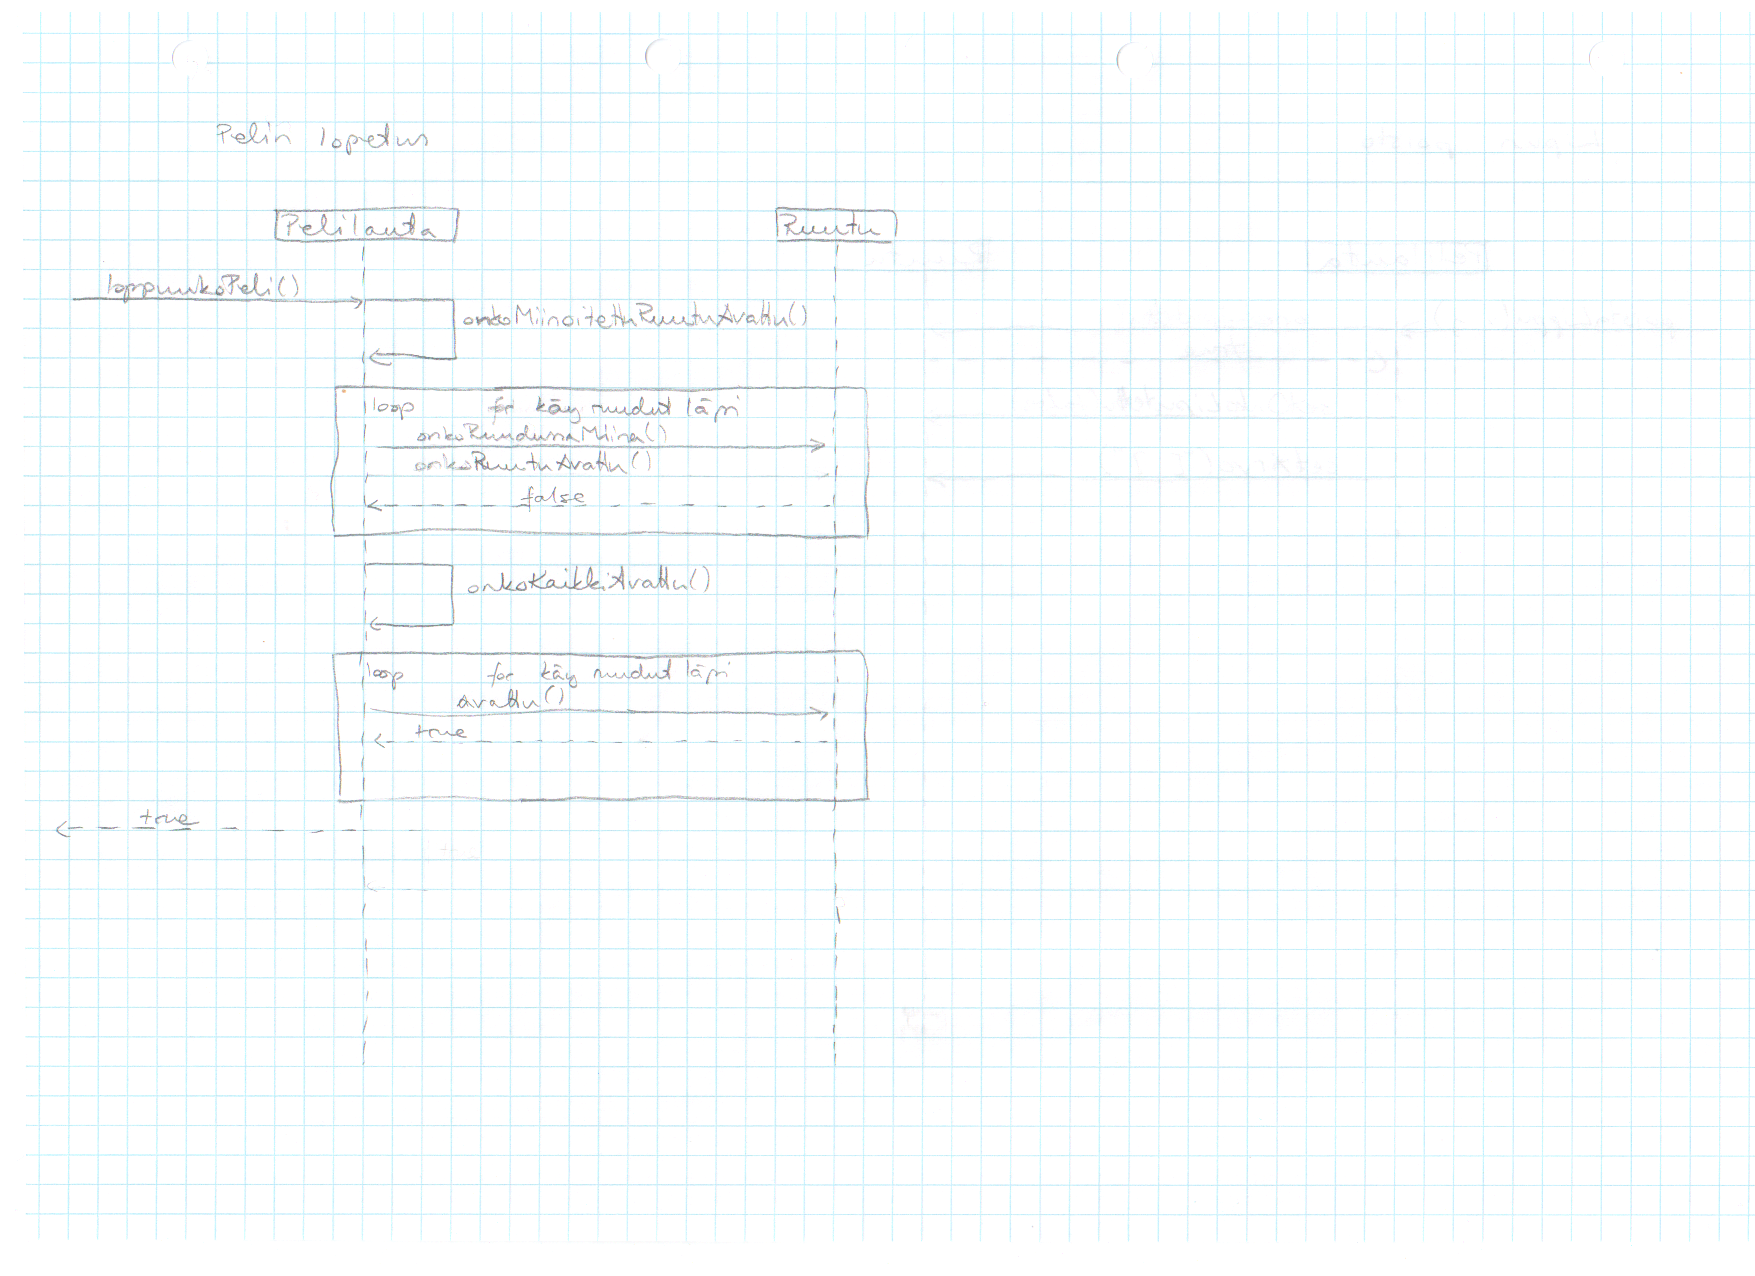 Pelin lopetus
Pelilauta
Ruutu
loppuukoPeli()
onkoMiinoitettuRuutuAvattu()
loop for käy ruudut läpi
onkoRuudussaMiina()
onkoRuutuAvattu()
false
onkoKaikkiAvattu()
loop for käy ruudut läpi
Avattu()
true
true